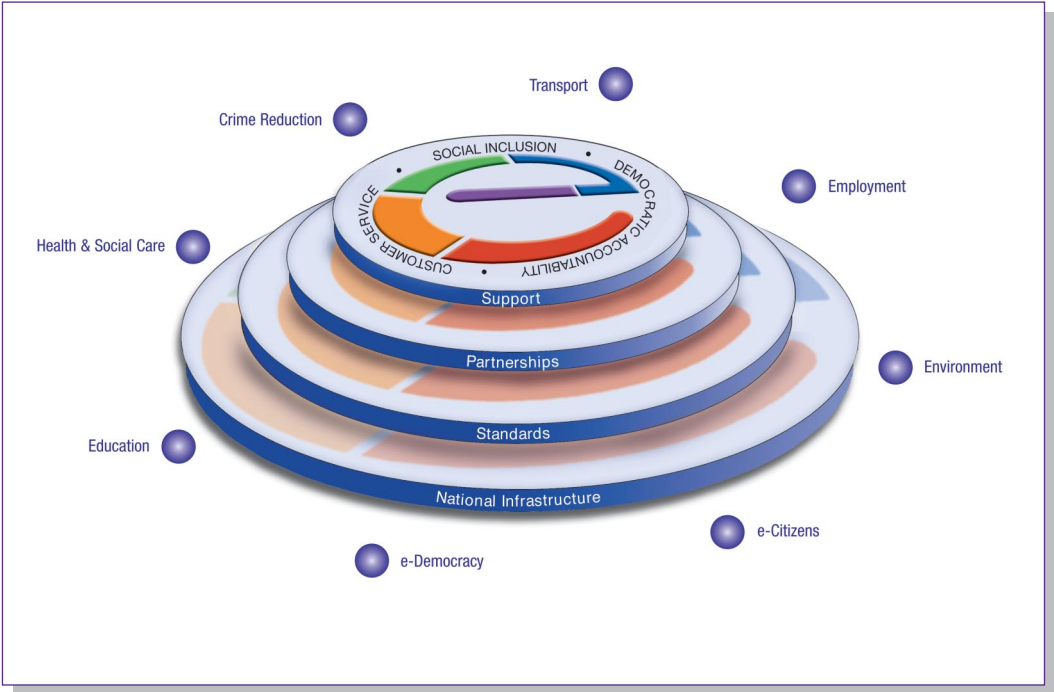 Transport
Crime Reduction
SOCIAL INCLUSION
DEMOCRATIC ACCOUNTABILITY
CUSTOMER SERVICE
Employment
Health & Social Care
Support
Partnerships
Environment
Standards
Education
National Infrastructure
e-Citizens
e-Democracy